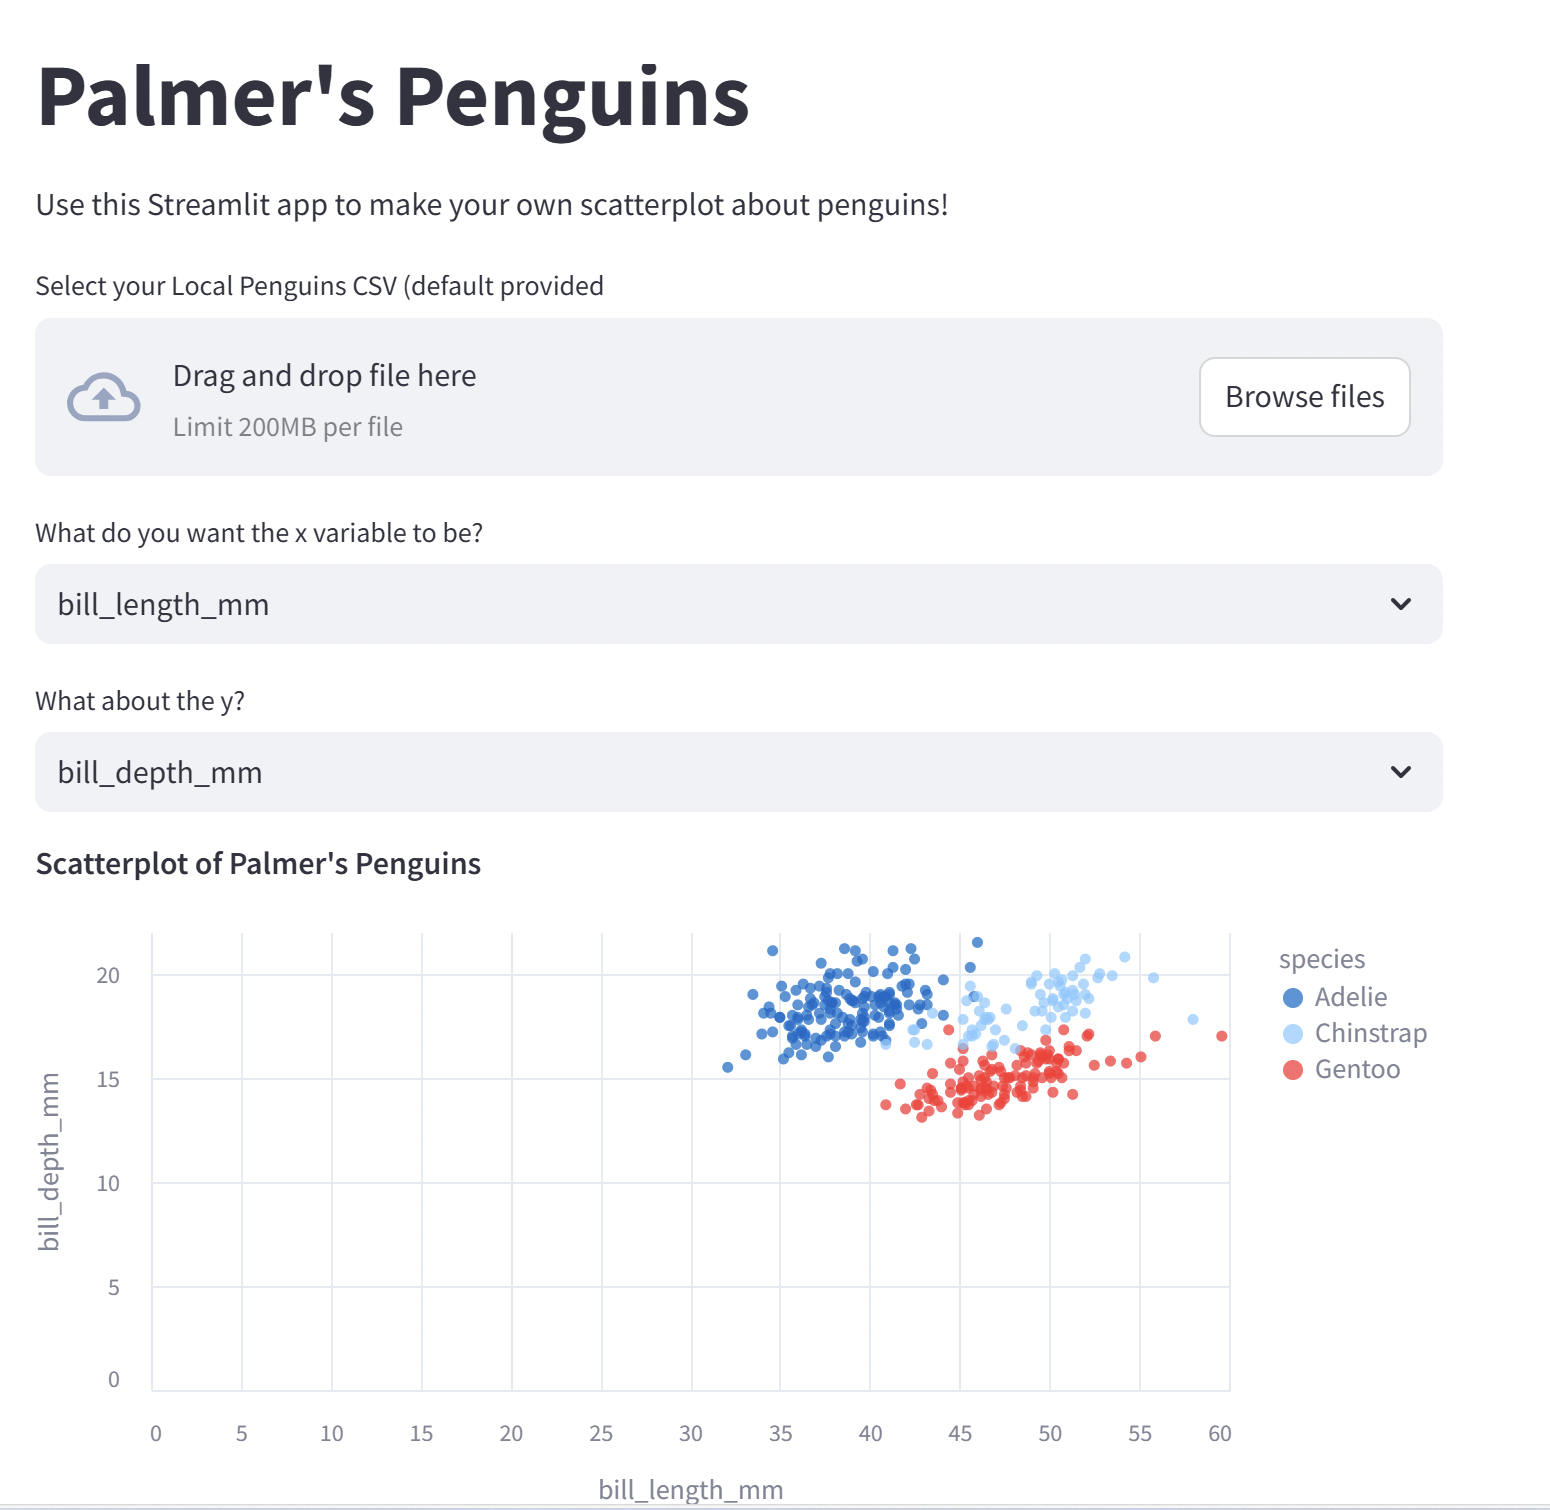 Palmer's Penguins
Use this Streamlit app to make your own scatterplot about penguins!
Select your Local Penguins CSV (default provided
Drag and drop file here
Limit 200MB per file
Browse files
What do you want the x variable to be?
bill_length_mm
What about the y?
bill_depth_mm
Scatterplot of Palmer's Penguins
species
Adelie
Chinstrap
Gentoo
bill_depth_mm
20
15
10
5
0
0 5 10 15 20 25 30 35 40 45 50 55 60
bill_length_mm